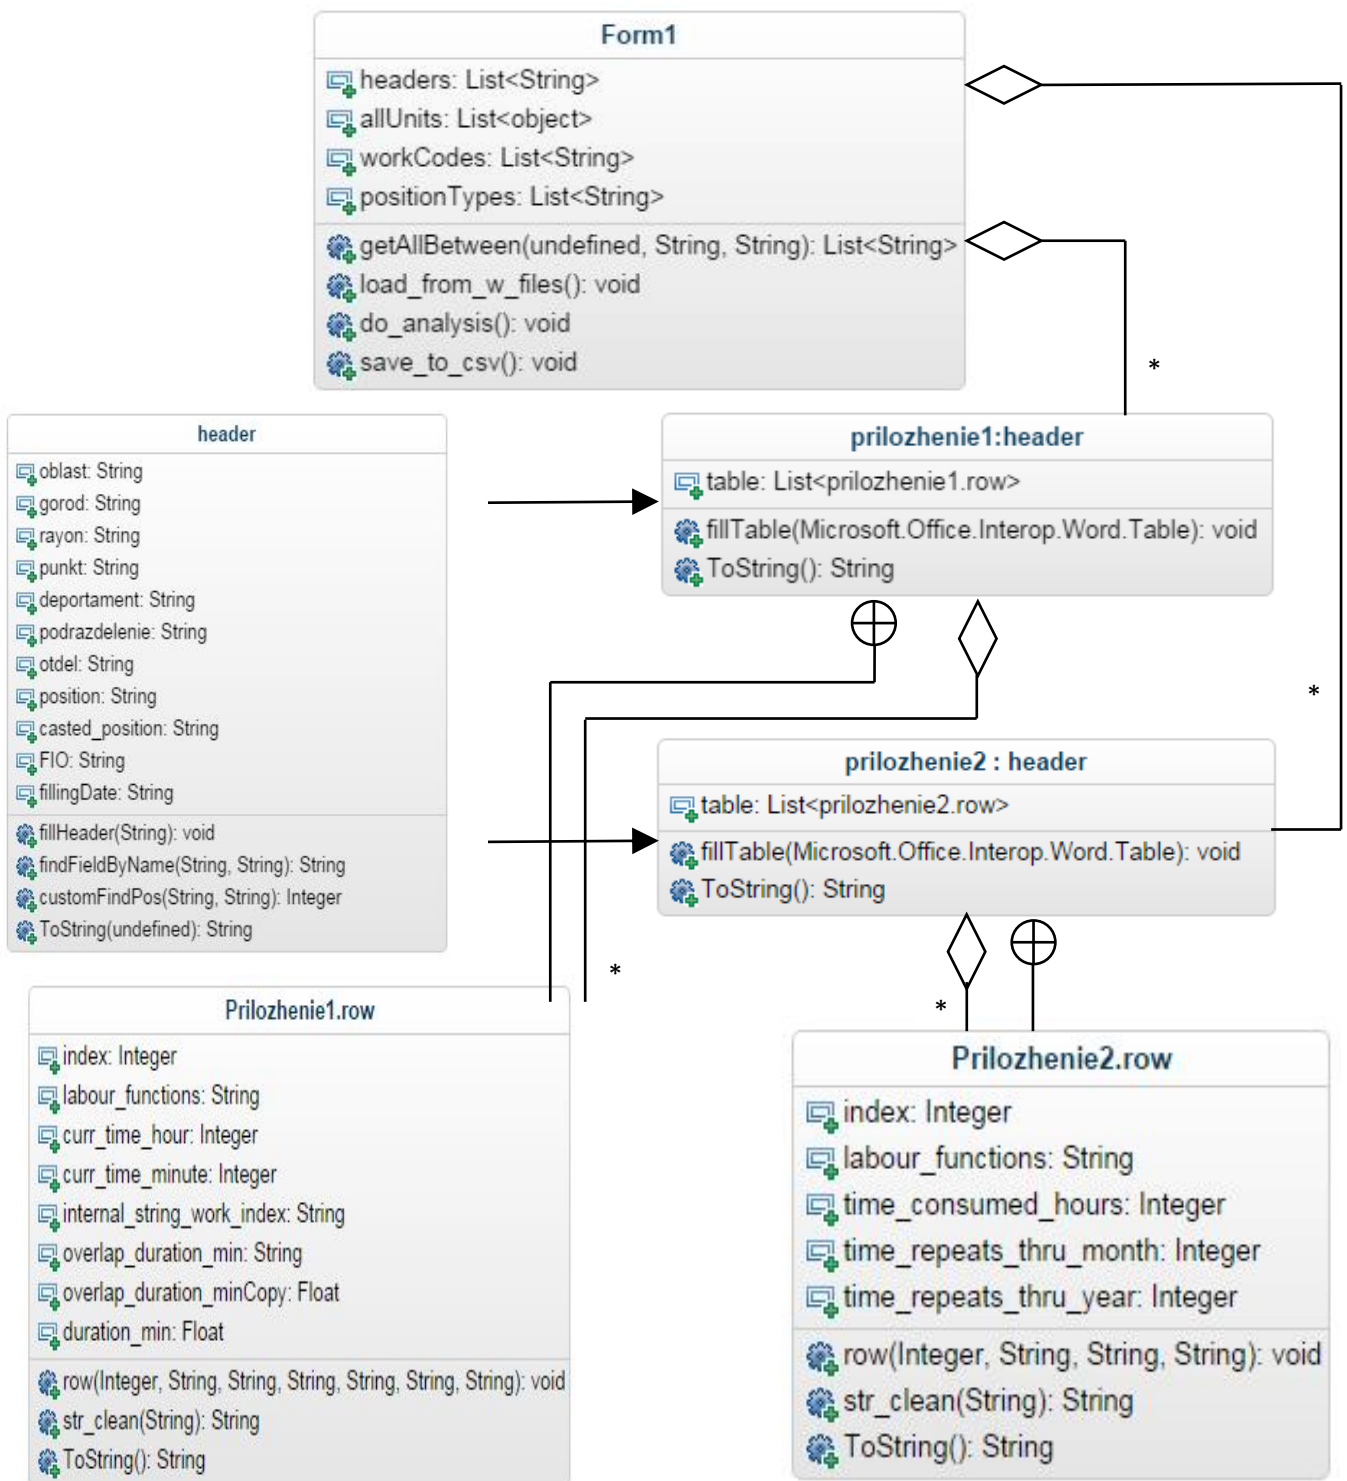 Form1
headers: List<String>
allUnits: List<object>
workCodes: List<String>
positionTypes: List<String>
getAllBetween(undefined, String, String): List<String>
load_from_w_files(): void
do_analysis(): void
save_to_csv(): void
*
header
oblast: String
gorod: String
rayon: String
punkt: String
deportament: String
podrazdelenie: String
otdel: String
position: String
casted_position: String
FIO: String
fillingDate: String
fillHeader(String): void
findFieldByName(String, String): String
customFindPos(String, String): Integer
ToString(undefined): String
prilozhenie1:header
table: List<prilozhenie1.row>
fillTable(Microsoft.Office.Interop.Word.Table): void
ToString(): String
*
prilozhenie2 : header
table: List<prilozhenie2.row>
fillTable(Microsoft.Office.Interop.Word.Table): void
ToString(): String
*
*
Prilozhenie1.row
index: Integer
labour_functions: String
curr_time_hour: Integer
curr_time_minute: Integer
internal_string_work_index: String
overlap_duration_min: String
overlap_duration_minCopy: Float
duration_min: Float
row(Integer, String, String, String, String, String, String): void
str_clean(String): String
ToString(): String
Prilozhenie2.row
index: Integer
labour_functions: String
time_consumed_hours: Integer
time_repeats_thru_month: Integer
time_repeats_thru_year: Integer
row(Integer, String, String, String): void
str_clean(String): String
ToString(): String